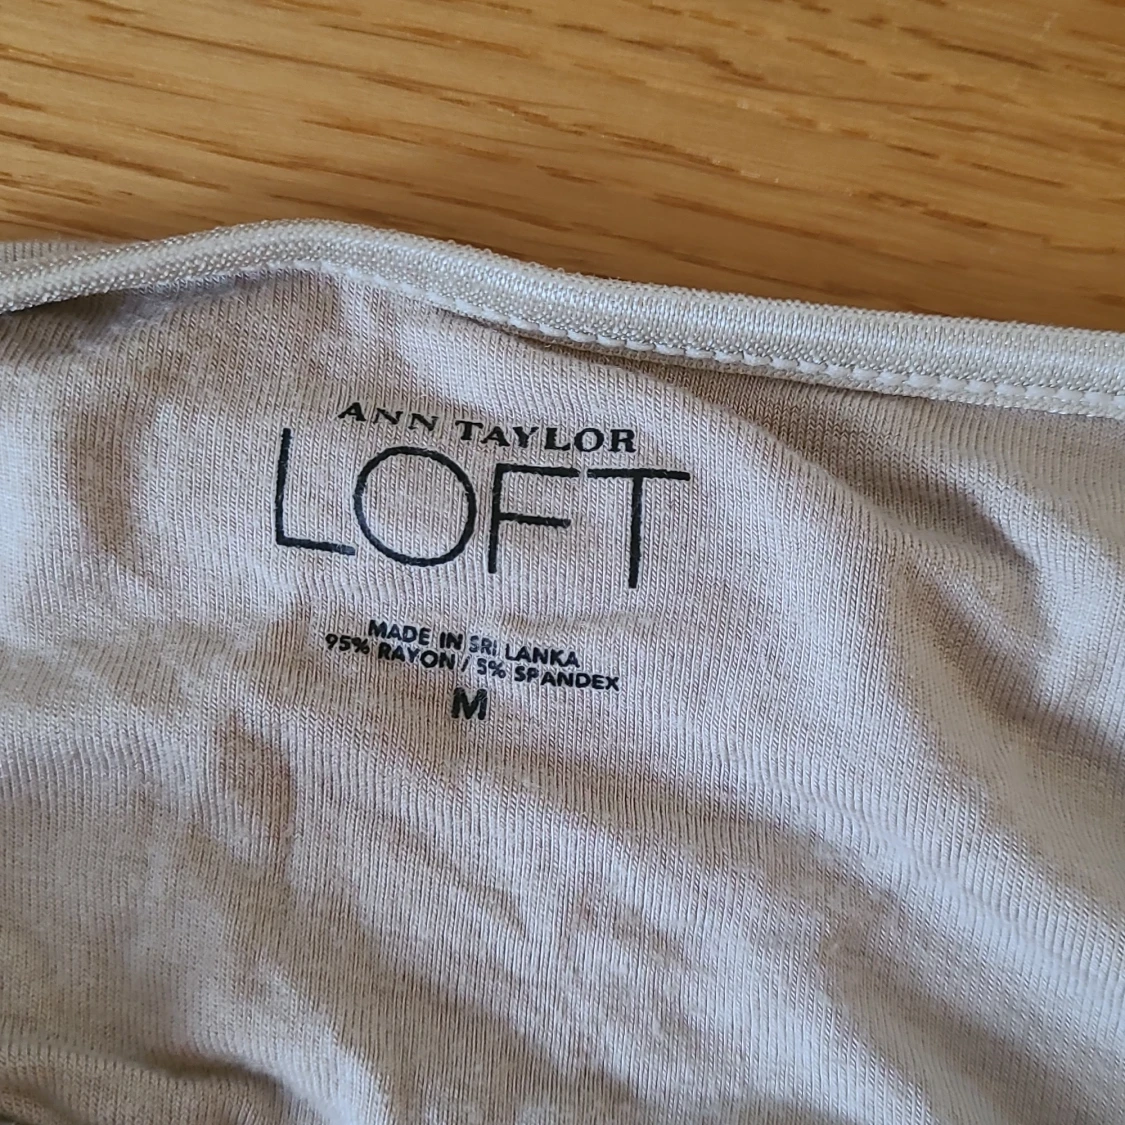 ANN TAYLOR
LOFT
MADE IN SRI LANKA
95% RAYON / 5% SPANDEX
M